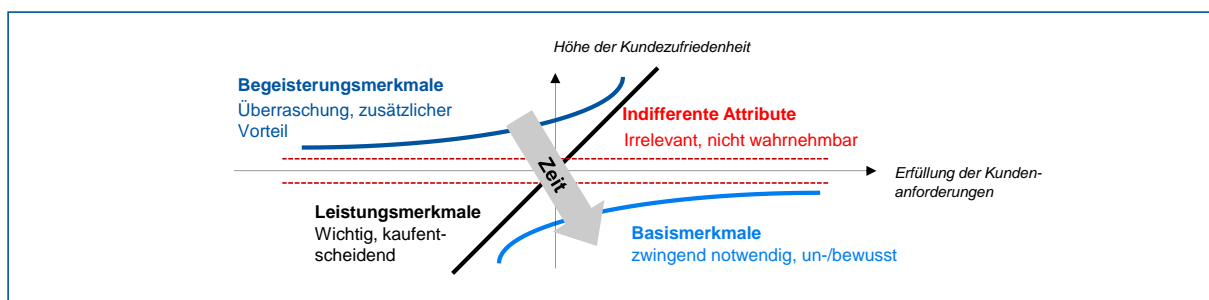 Höhe der Kundezufriedenheit
Begeisterungsmerkmale
Überraschung, zusätzlicher
Vorteil
Indifferente Attribute
Irrelevant, nicht wahrnehmbar
Zeit
Erfüllung der Kunden-
anforderungen
Leistungsmerkmale
Wichtig, kaufent-
scheidend
Basismerkmale
zwingend notwendig, un-/bewusst